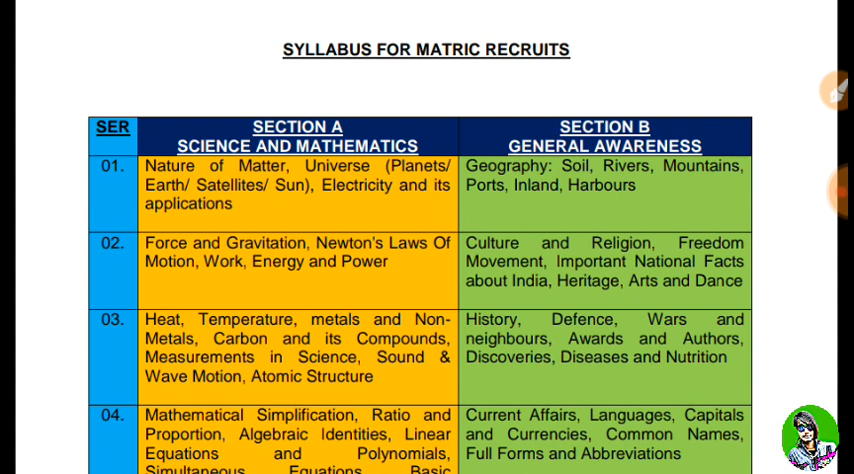 SYLLABUS FOR MATRIC RECRUITS
SER
SECTION A
SCIENCE AND MATHEMATICS
SECTION B
GENERAL AWARENESS
01.
Nature of Matter, Universe (Planets/
Earth/ Satellites/ Sun), Electricity and its
applications
Geography: Soil, Rivers, Mountains,
Ports, Inland, Harbours
02.
Force and Gravitation, Newton's Laws Of
Motion, Work, Energy and Power
Culture and Religion, Freedom
Movement, Important National Facts
about India, Heritage, Arts and Dance
03.
Heat, Temperature, metals and Non-
Metals, Carbon and its Compounds,
Measurements in Science, Sound &
Wave Motion, Atomic Structure
History, Defence, Wars and
neighbours, Awards and Authors,
Discoveries, Diseases and Nutrition
04.
Mathematical Simplification, Ratio and
Proportion, Algebraic Identities, Linear
Equations and Polynomials,
Simultaneous Equations, Basic
Current Affairs, Languages, Capitals
and Currencies, Common Names,
Full Forms and Abbreviations